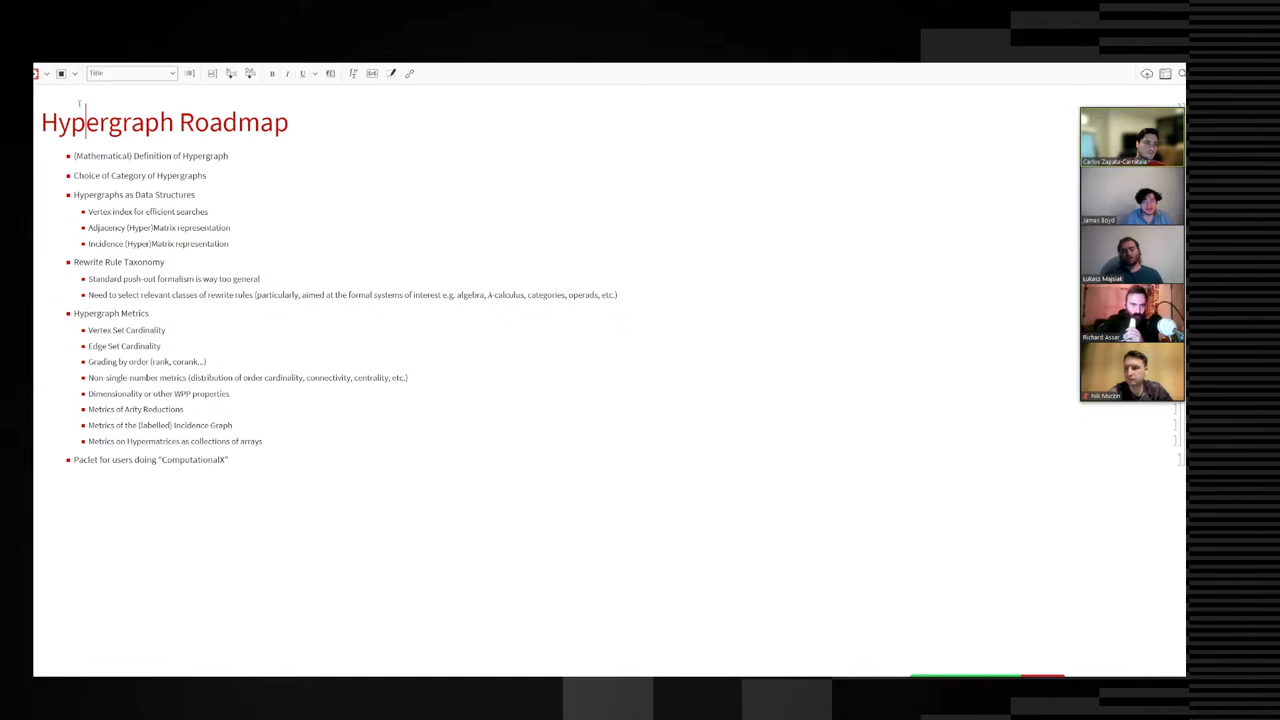 Title
B I U
Hypergraph Roadmap
(Mathematical) Definition of Hypergraph
Choice of Category of Hypergraphs
Hypergraphs as Data Structures
Vertex index for efficient searches
Adjacency (Hyper)Matrix representation
Incidence (Hyper)Matrix representation
Rewrite Rule Taxonomy
Standard push-out formalism is way too general
Need to select relevant classes of rewrite rules (particularly, aimed at the formal systems of interest e.g. algebra, λ-calculus, categories, operads, etc.)
Hypergraph Metrics
Vertex Set Cardinality
Edge Set Cardinality
Grading by order (rank, corank...)
Non-single-number metrics (distribution of order cardinality, connectivity, centrality, etc.)
Dimensionality or other WPP properties
Metrics of Arity Reductions
Metrics of the (labelled) Incidence Graph
Metrics on Hypermatrices as collections of arrays
Paclet for users doing "ComputationalX"
Carlos Zapata-Carratala
James Boyd
Lukasz Majsiak
Richard Assar
Nik Murzin